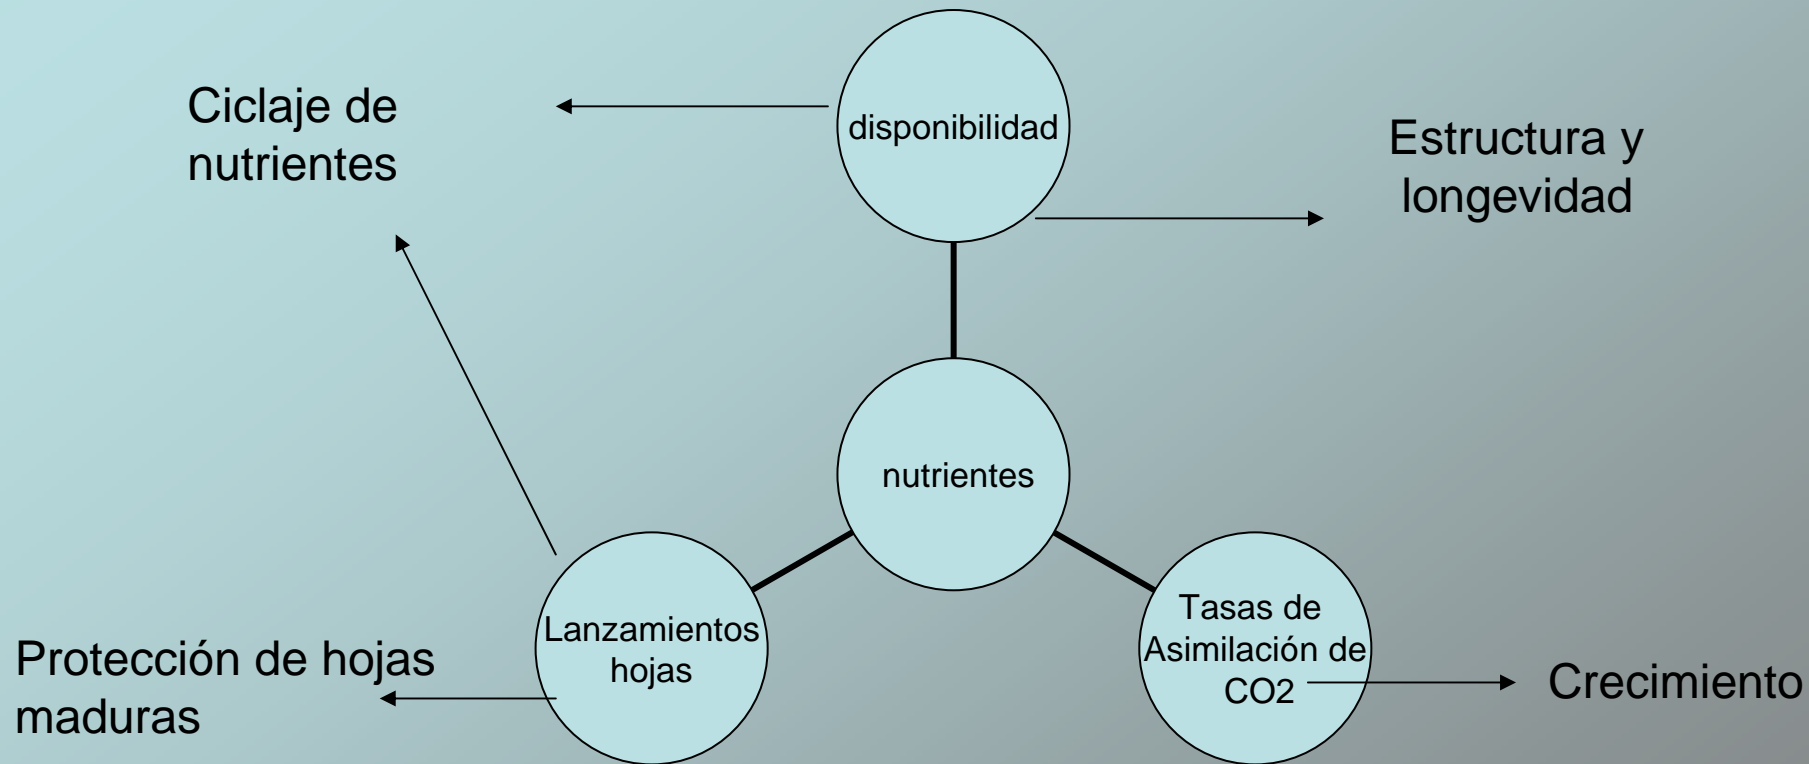 Ciclaje de
nutrientes
disponibilidad
Estructura y
longevidad
nutrientes
Lanzamientos
hojas
Tasas de
Asimilación de
CO2
Protección de hojas
maduras
Crecimiento